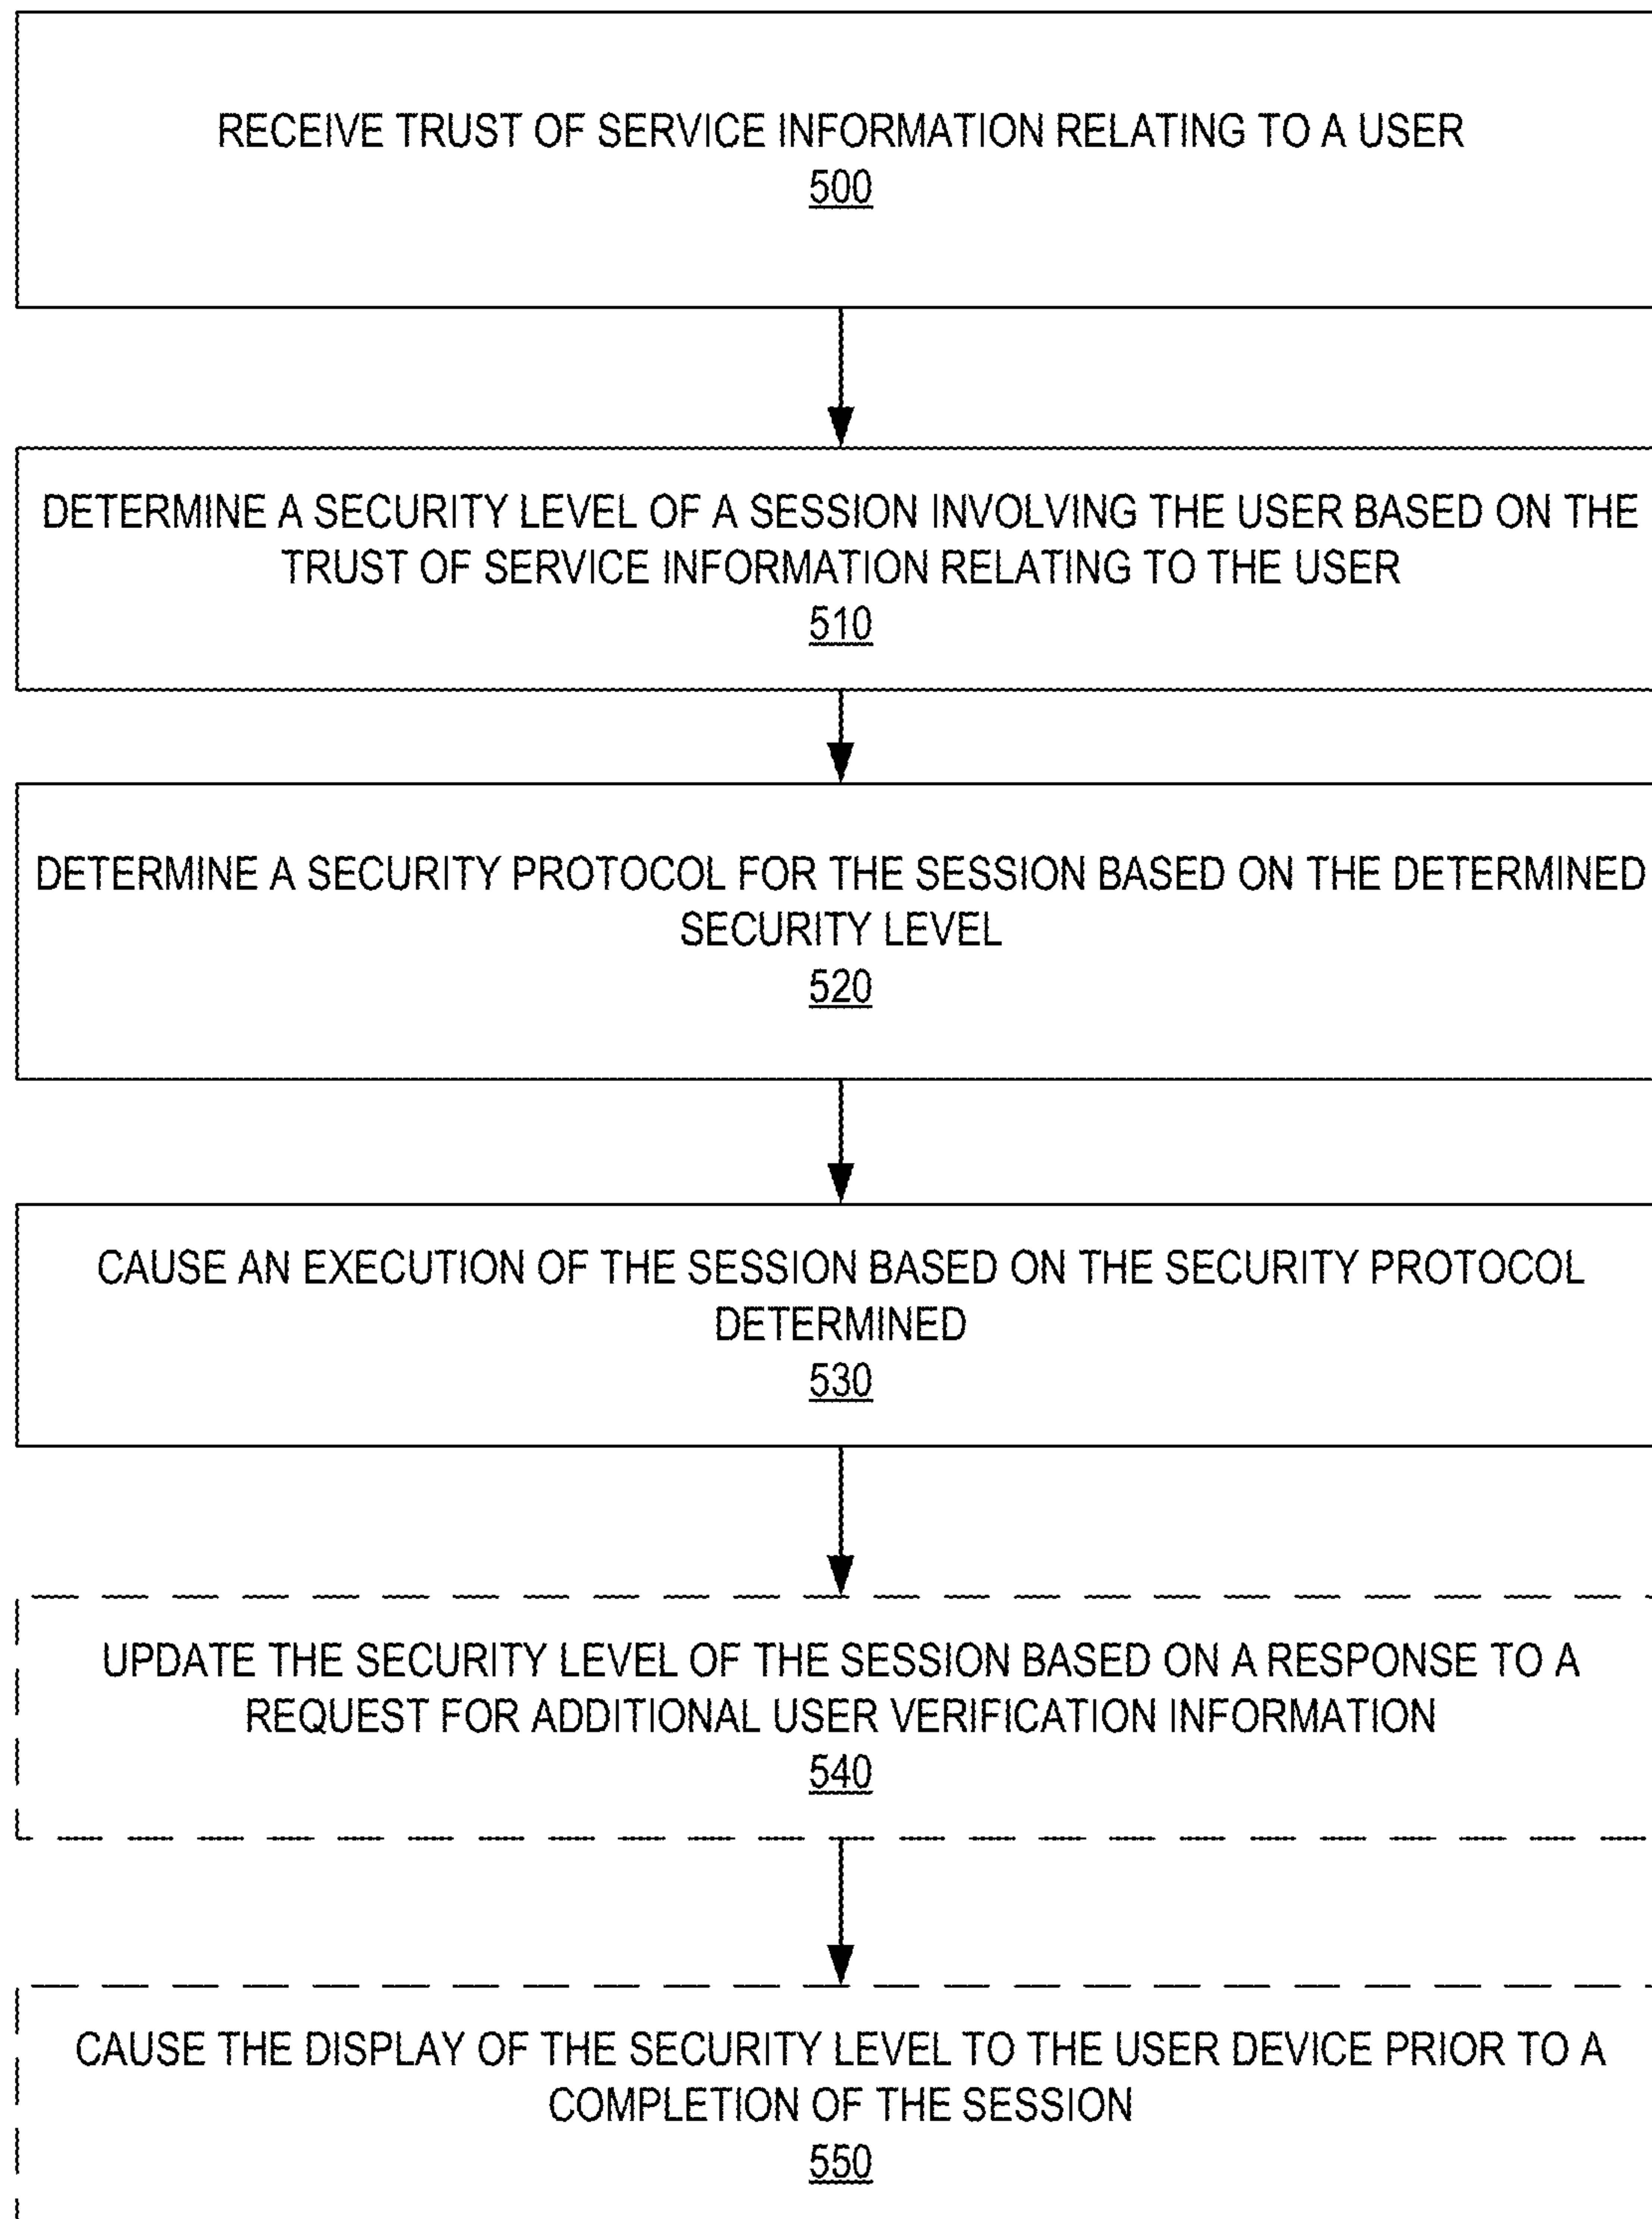 RECEIVE TRUST OF SERVICE INFORMATION RELATING TO A USER
500
DETERMINE A SECURITY LEVEL OF A SESSION INVOLVING THE USER BASED ON THE
TRUST OF SERVICE INFORMATION RELATING TO THE USER
510
DETERMINE A SECURITY PROTOCOL FOR THE SESSION BASED ON THE DETERMINED
SECURITY LEVEL
520
CAUSE AN EXECUTION OF THE SESSION BASED ON THE SECURITY PROTOCOL
DETERMINED
530
UPDATE THE SECURITY LEVEL OF THE SESSION BASED ON A RESPONSE TO A
REQUEST FOR ADDITIONAL USER VERIFICATION INFORMATION
540
CAUSE THE DISPLAY OF THE SECURITY LEVEL TO THE USER DEVICE PRIOR TO A
COMPLETION OF THE SESSION
550